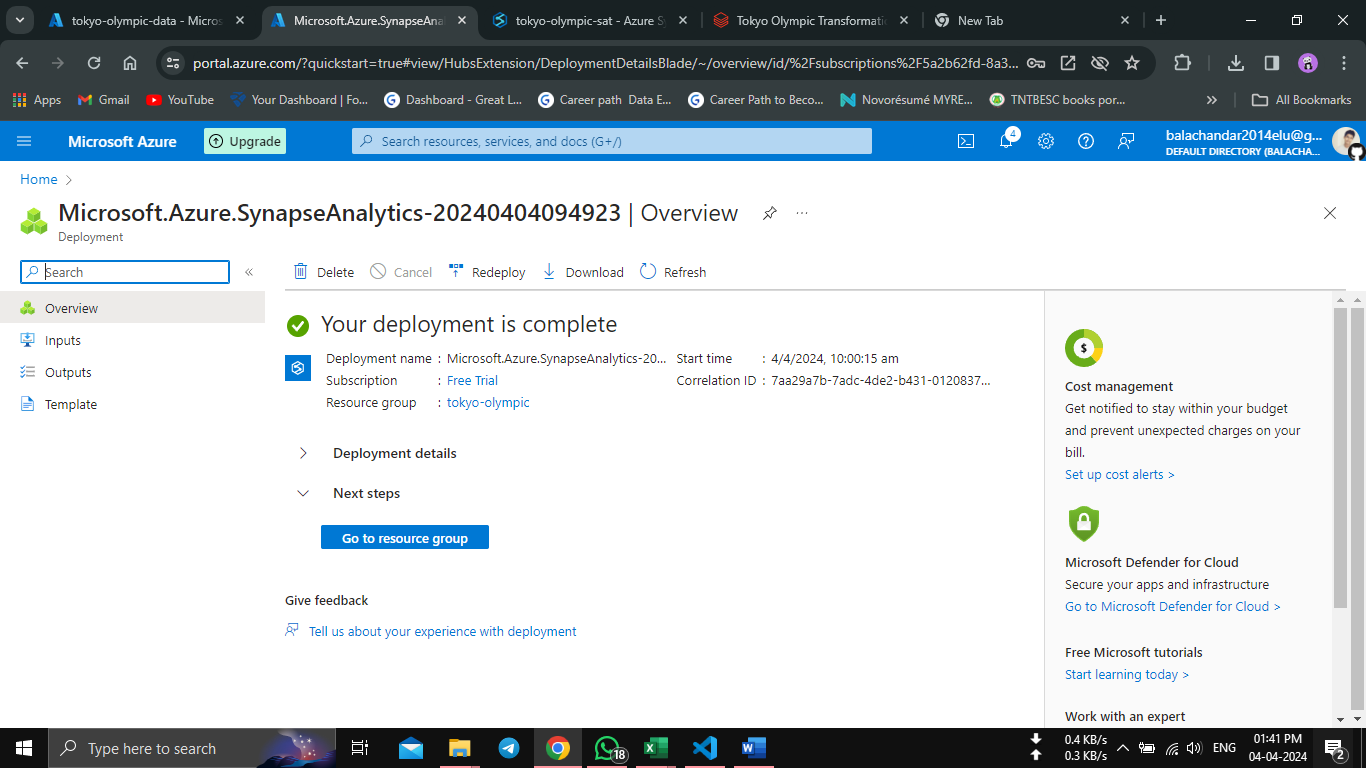 tokyo-olympic-data - Micros
Microsoft.Azure.SynapseAnal
tokyo-olympic-sat - Azure S
Tokyo Olympic Transformati
New Tab
portal.azure.com/?quickstart=true#view/HubsExtension/DeploymentDetailsBlade/~/overview/id/%2Fsubscriptions%2F5a2b62fd-8a3...
Apps
Gmail
YouTube
Your Dashboard | Fo...
Dashboard - Great L...
Career path Data E...
Career Path to Beco...
Novorésumé MYRE...
TNTBESC books por...
All Bookmarks
Microsoft Azure
Upgrade
Search resources, services, and docs (G+/)
4
balachandar2014elu@g...
DEFAULT DIRECTORY (BALACHA...
Home
Microsoft.Azure.SynapseAnalytics-20240404094923 | Overview
...
Deployment
Search
Delete
Cancel
Redeploy
Download
Refresh
Overview
Inputs
Outputs
Template
Your deployment is complete
Deployment name : Microsoft.Azure.SynapseAnalytics-20...
Subscription : Free Trial
Resource group : tokyo-olympic
Start time : 4/4/2024, 10:00:15 am
Correlation ID : 7aa29a7b-7adc-4de2-b431-0120837...
Deployment details
Next steps
Go to resource group
Give feedback
Tell us about your experience with deployment
Cost management
Get notified to stay within your budget
and prevent unexpected charges on your
bill.
Set up cost alerts >
Microsoft Defender for Cloud
Secure your apps and infrastructure
Go to Microsoft Defender for Cloud >
Free Microsoft tutorials
Start learning today >
Work with an expert
Type here to search
18
0.4 KB/s
0.3 KB/s
ENG
01:41 PM
04-04-2024
2